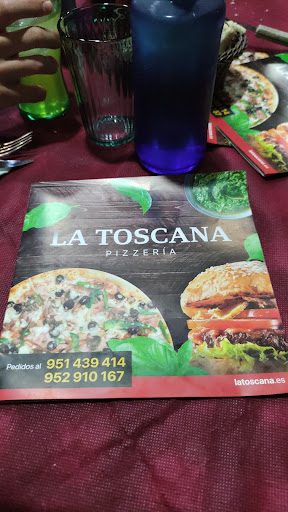 LA TOSCANA
PIZZERÍA
Pedidos al
951 439 414
952 910 167
latoscana.es